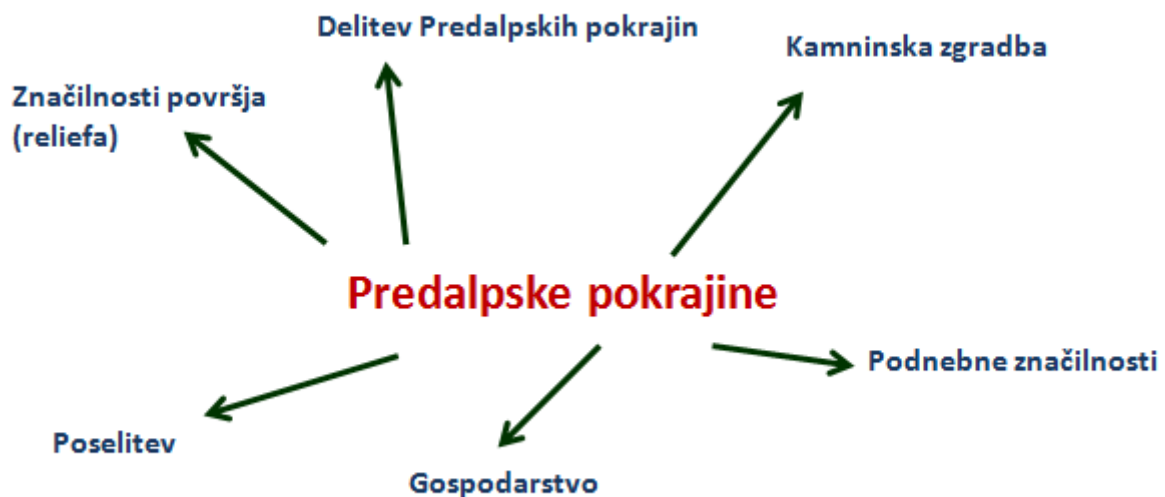 Delitev Predalpskih pokrajin
Kamninska zgradba
Značilnosti površja
(reliefa)
Predalpske pokrajine
Podnebne značilnosti
Poselitev
Gospodarstvo